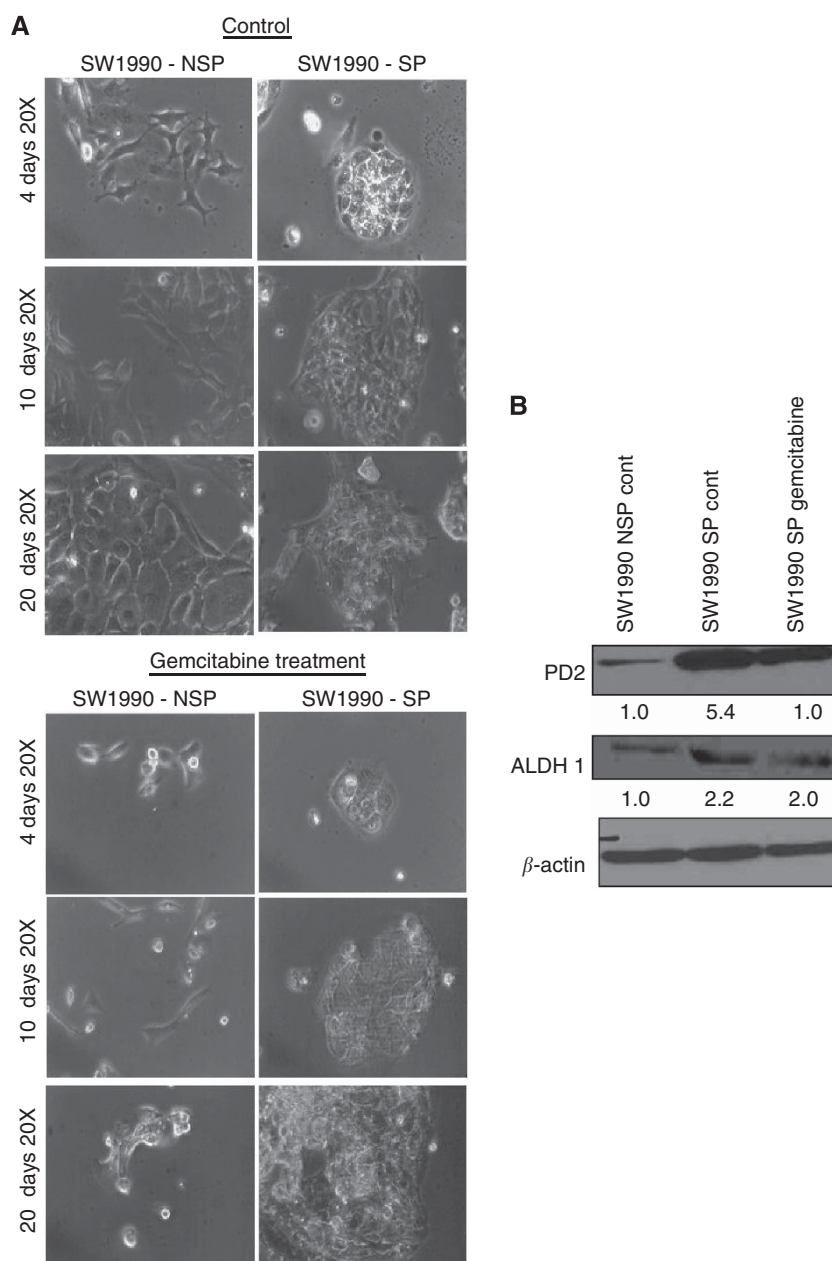 A
Control
SW1990 - NSP
SW1990 - SP
4 days 20X
10 days 20X
20 days 20X
Gemcitabine treatment
SW1990 - NSP
SW1990 - SP
4 days 20X
10 days 20X
20 days 20X
B
SW1990 NSP cont
SW1990 SP cont
SW1990 SP gemcitabine
PD2
1.0 5.4 1.0
ALDH 1
1.0 2.2 2.0
β-actin